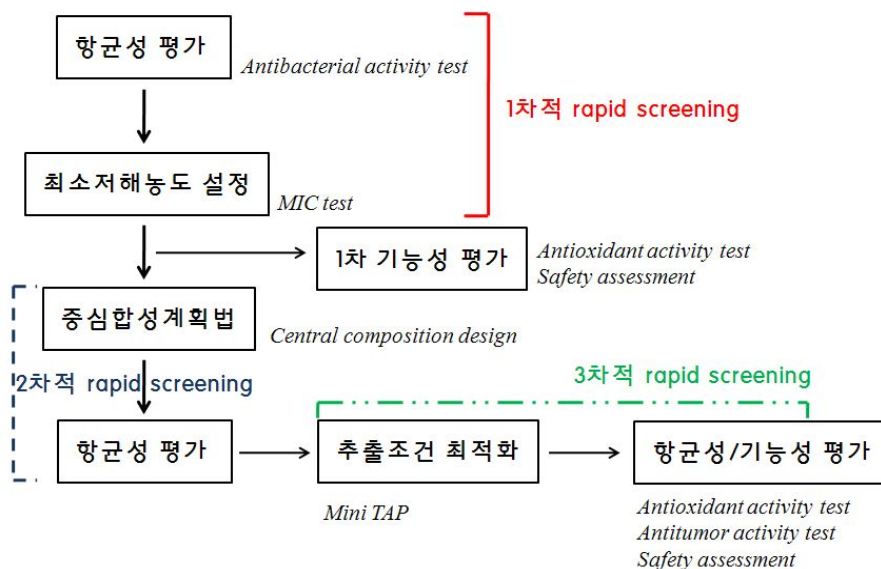 항균성 평가
Antibacterial activity test
1차적 rapid screening
최소저해농도 설정
MIC test
1차 기능성 평가
Antioxidant activity test
Safety assessment
중심합성계획법
Central composition design
2차적 rapid screening
3차적 rapid screening
항균성 평가
추출조건 최적화
항균성/기능성 평가
Mini TAP
Antioxidant activity test
Antitumor activity test
Safety assessment